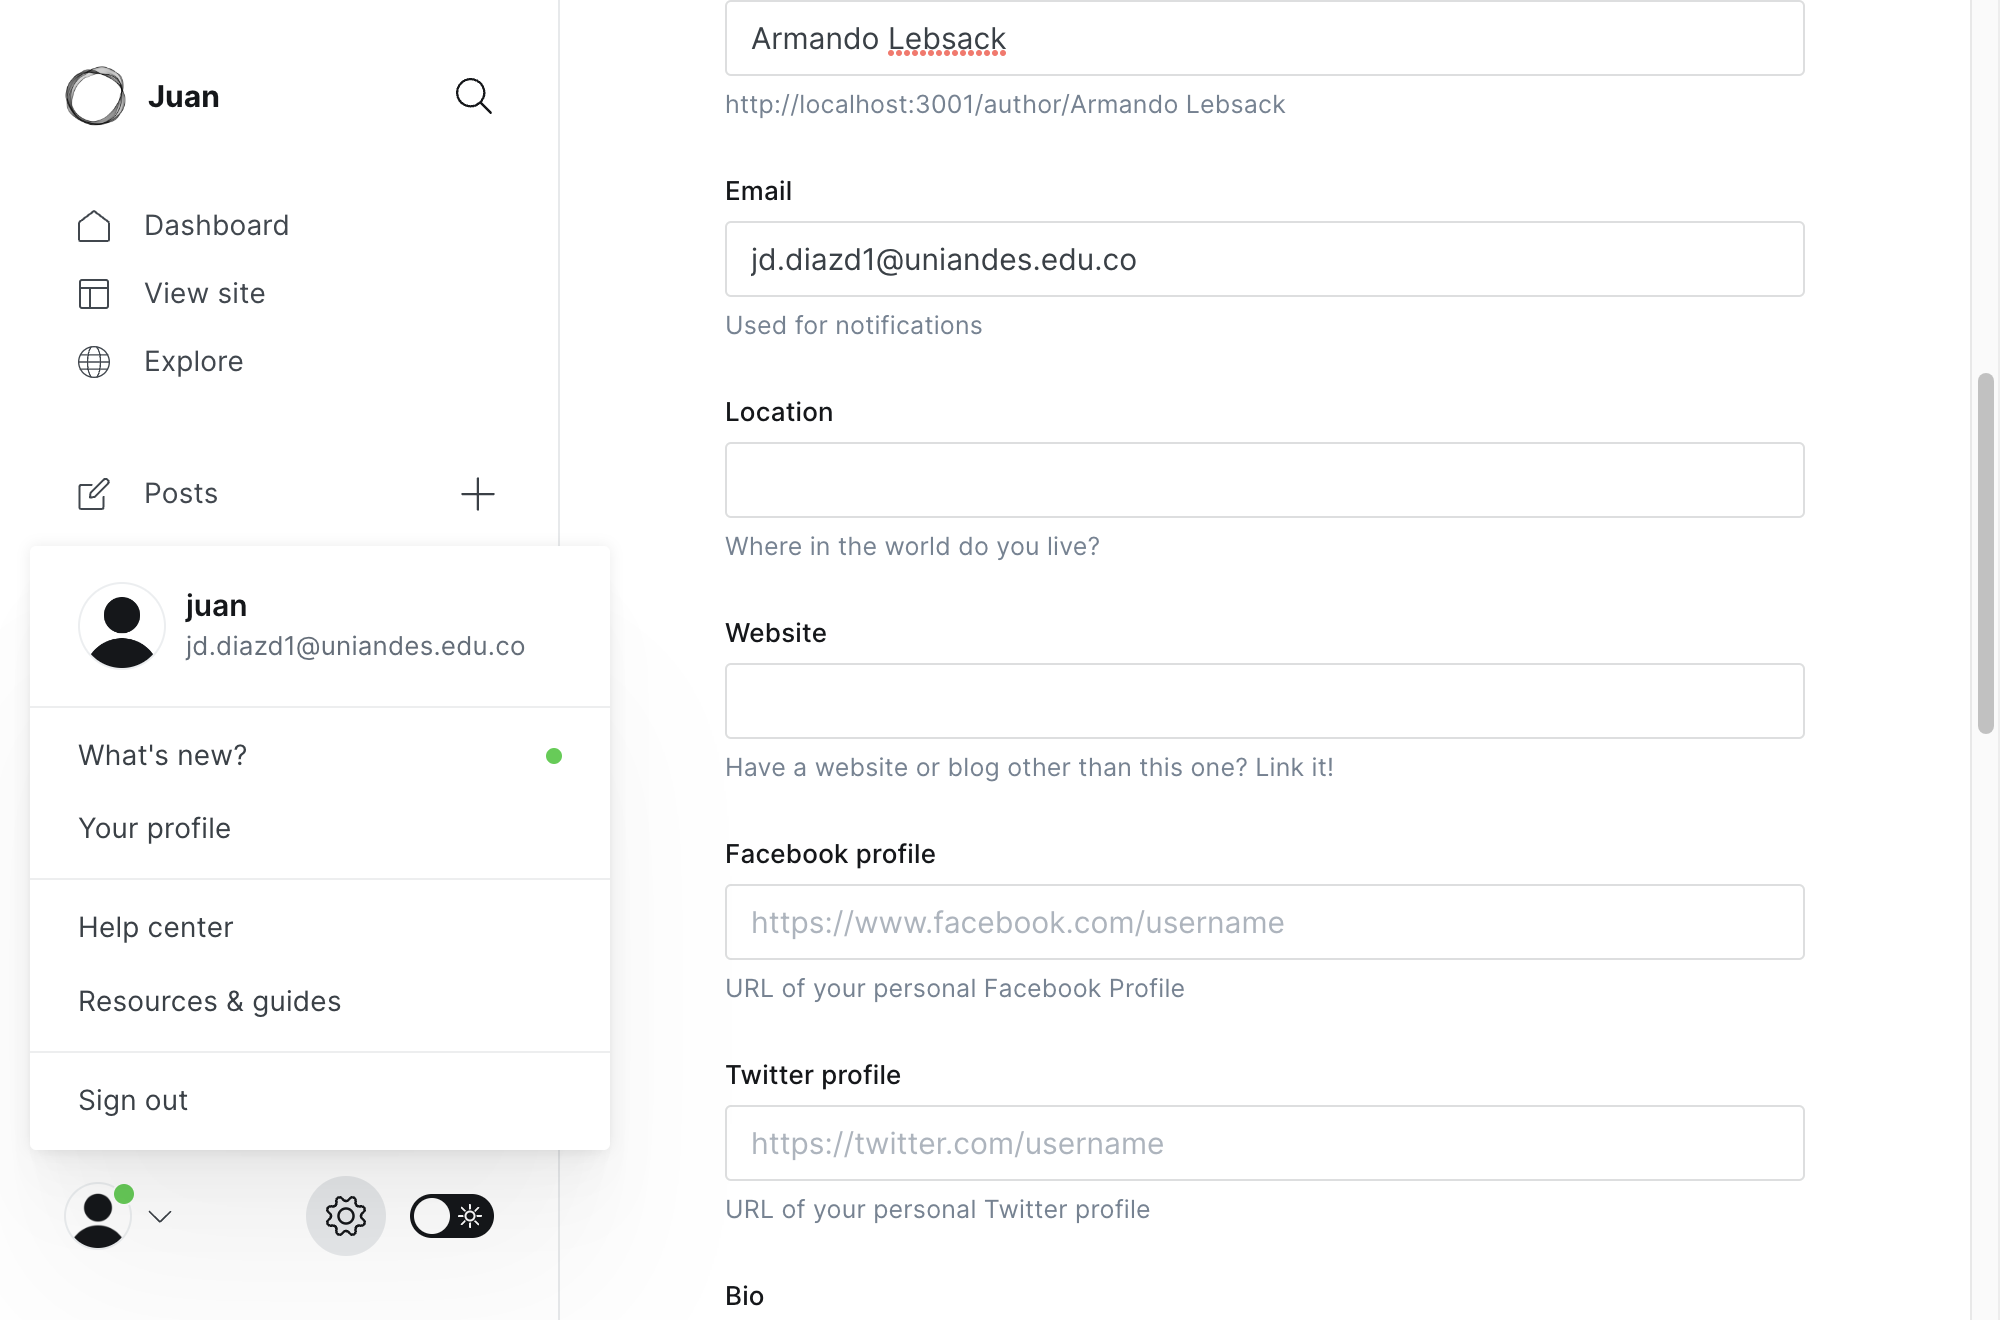 Juan
Dashboard
View site
Explore
Posts
juan
jd.diazd1@uniandes.edu.co
What's new?
Your profile
Help center
Resources & guides
Sign out
Armando Lebsack
http://localhost:3001/author/Armando Lebsack
Email
jd.diazd1@uniandes.edu.co
Used for notifications
Location
Where in the world do you live?
Website
Have a website or blog other than this one? Link it!
Facebook profile
https://www.facebook.com/username
URL of your personal Facebook Profile
Twitter profile
https://twitter.com/username
URL of your personal Twitter profile
Bio